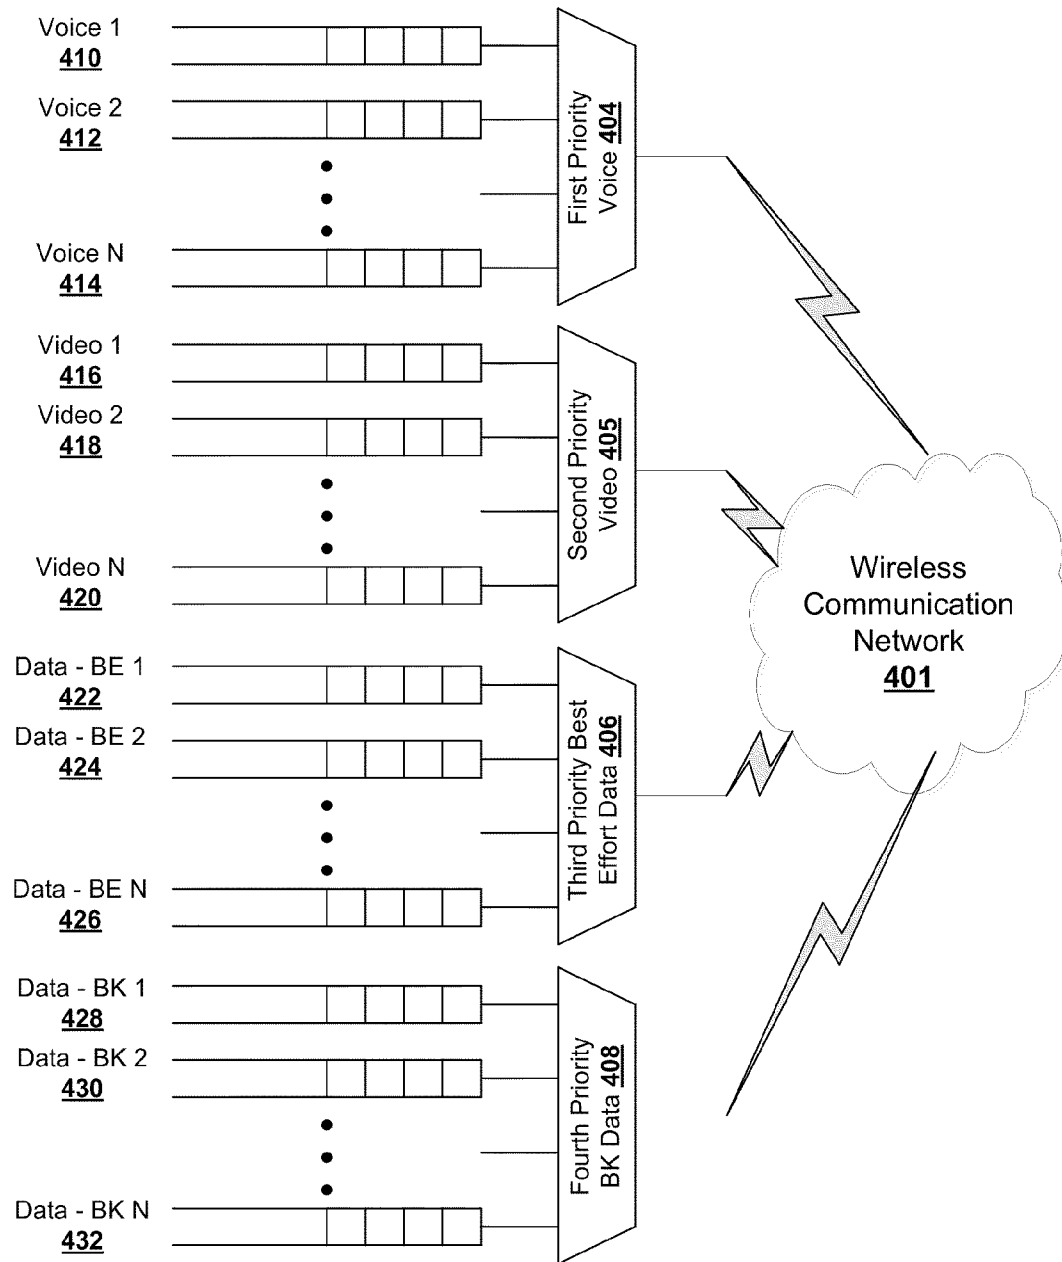 Voice 1
410
Voice 2
412
Voice N
414
First Priority
Voice 404
Video 1
416
Video 2
418
Video N
420
Second Priority
Video 405
Data - BE 1
422
Data - BE 2
424
Data - BE N
426
Third Priority Best
Effort Data 406
Data - BK 1
428
Data - BK 2
430
Data - BK N
432
Fourth Priority
BK Data 408
Wireless
Communication
Network
401